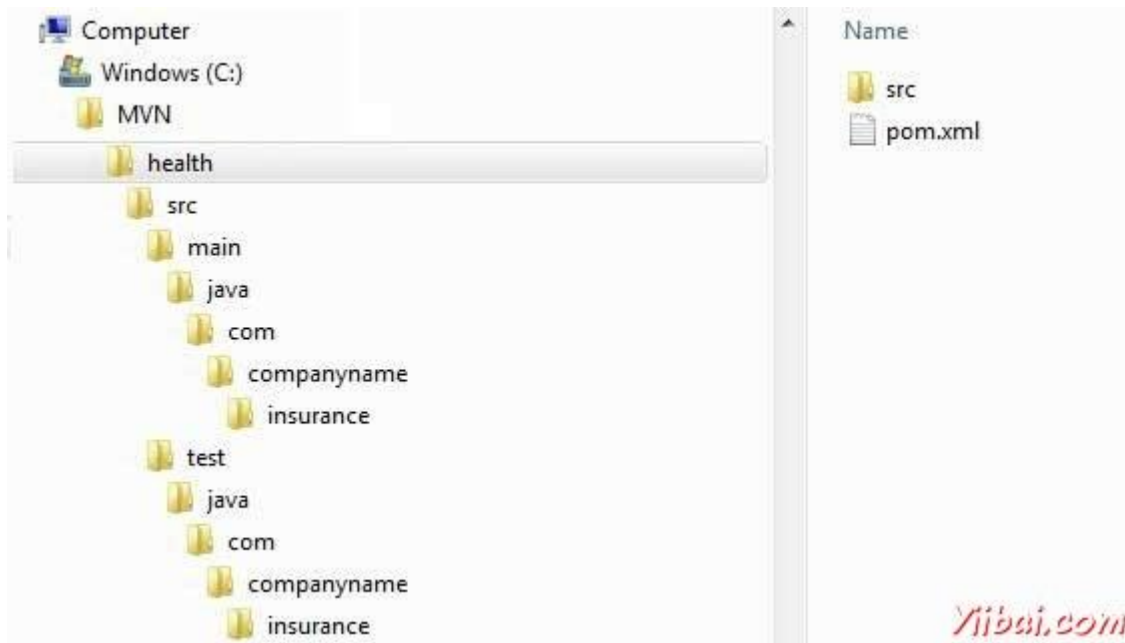 Computer
Windows (C:)
MVN
health
src
main
java
com
companyname
insurance
test
java
com
companyname
insurance
Name
src
pom.xml
Yiibai.com